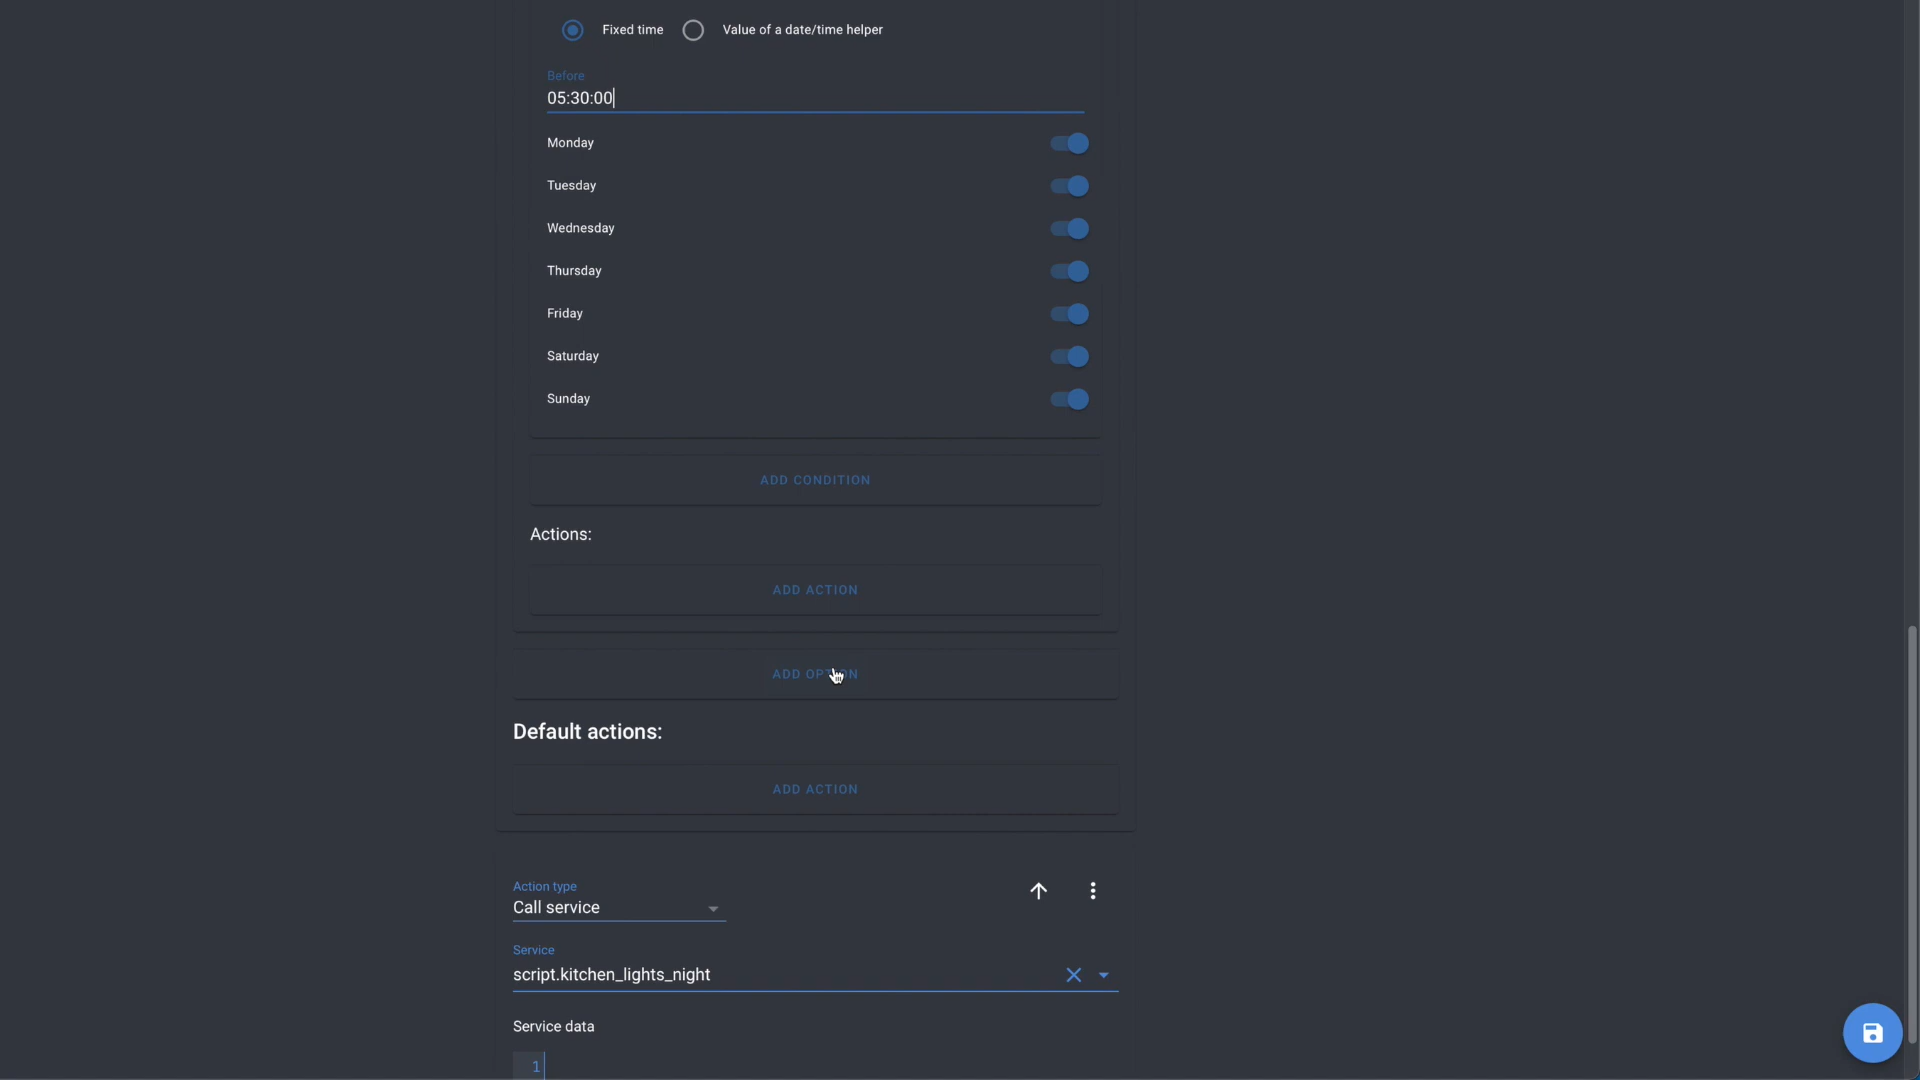 Fixed time
Value of a date/time helper
Before
05:30:00
Monday
Tuesday
Wednesday
Thursday
Friday
Saturday
Sunday
ADD CONDITION
Actions:
ADD ACTION
ADD OPTION
Default actions:
ADD ACTION
Action type
Call service
Service
script.kitchen_lights_night
Service data
1